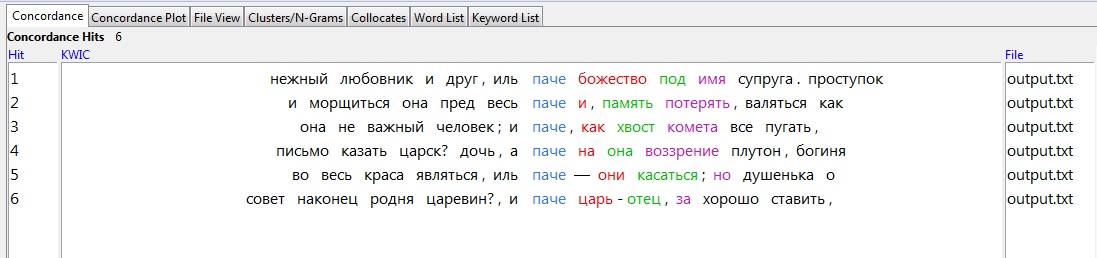 Concordance Concordance Plot File View Clusters/N-Grams Collocates Word List Keyword List
Concordance Hits 6
Hit KWIC File
1 нежный любовник и друг, иль паче божество под имя супруга. проступок output.txt
2 и морщиться она пред весь паче и, память потерять, валяться как output.txt
3 она не важный человек; и паче, как хвост комета все пугать, output.txt
4 письмо казать царск? дочь, а паче на она воззрение плутон, богиня output.txt
5 во весь краса являться, иль паче — они касаться; но душенька о output.txt
6 совет наконец родня царевин?, и паче царь-отец, за хорошо ставить, output.txt